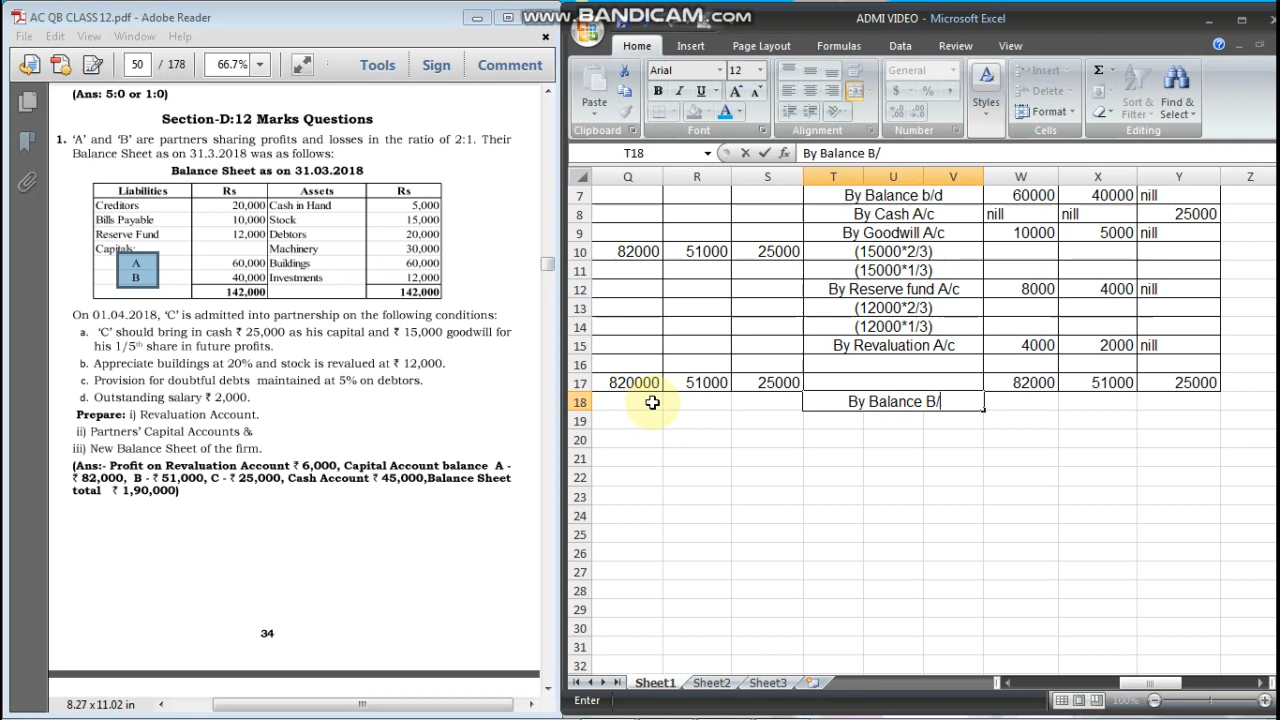 AC QB CLASS 12.pdf - Adobe Reader
www.BANDICAM.com
ADMI VIDEO - Microsoft Excel
File Edit View Window Help
Home Insert Page Layout Formulas Data Review View
50 / 178 66.7% Tools Sign Comment
Paste Arial 12 General Styles Insert Delete Format Sort & Filter Find & Select
B I U A A A $ % ,
Clipboard Font Alignment Number Cells Editing
T18 fx By Balance B/
(Ans: 5:0 or 1:0)
Section-D:12 Marks Questions
1. ‘A’ and ‘B’ are partners sharing profits and losses in the ratio of 2:1. Their
Balance Sheet as on 31.3.2018 was as follows:
Balance Sheet as on 31.03.2018
Liabilities Rs Assets Rs
Creditors 20,000 Cash in Hand 5,000
Bills Payable 10,000 Stock 15,000
Reserve Fund 12,000 Debtors 20,000
Capitals: Machinery 30,000
A 60,000 Buildings 60,000
B 40,000 Investments 12,000
142,000 142,000
On 01.04.2018, ‘C’ is admitted into partnership on the following conditions:
a. ‘C’ should bring in cash ₹ 25,000 as his capital and ₹ 15,000 goodwill for
his 1/5th share in future profits.
b. Appreciate buildings at 20% and stock is revalued at ₹ 12,000.
c. Provision for doubtful debts maintained at 5% on debtors.
d. Outstanding salary ₹ 2,000.
Prepare: i) Revaluation Account.
ii) Partners’ Capital Accounts &
iii) New Balance Sheet of the firm.
(Ans:- Profit on Revaluation Account ₹ 6,000, Capital Account balance A -
₹ 82,000, B - ₹ 51,000, C - ₹ 25,000, Cash Account ₹ 45,000,Balance Sheet
total ₹ 1,90,000)
34
8.27 x 11.02 in
Q R S T U V W X Y Z
7 By Balance b/d 60000 40000 nill
8 By Cash A/c nill nill 25000
9 By Goodwill A/c 10000 5000 nill
10 82000 51000 25000 (15000*2/3)
11 (15000*1/3)
12 By Reserve fund A/c 8000 4000 nill
13 (12000*2/3)
14 (12000*1/3)
15 By Revaluation A/c 4000 2000 nill
16
17 820000 51000 25000 82000 51000 25000
18 By Balance B/
19
20
21
22
23
24
25
26
27
28
29
30
31
32
Sheet1 Sheet2 Sheet3
Enter 100%